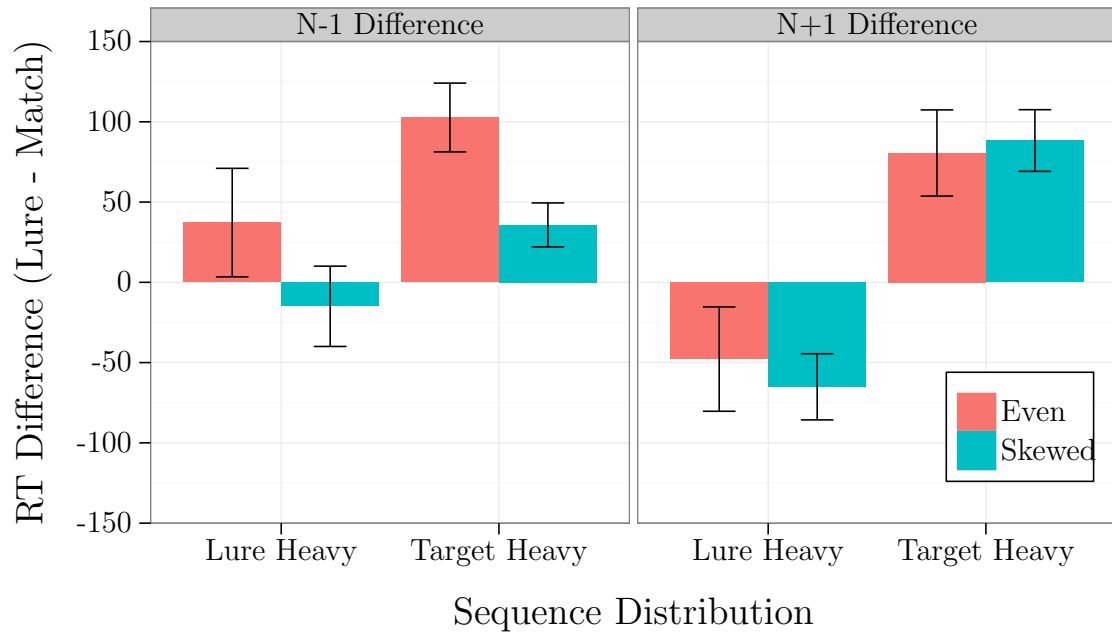 N-1 Difference
N+1 Difference
RT Difference (Lure - Match)
150
100
50
0
-50
-100
-150
Even
Skewed
Lure Heavy
Target Heavy
Lure Heavy
Target Heavy
Sequence Distribution